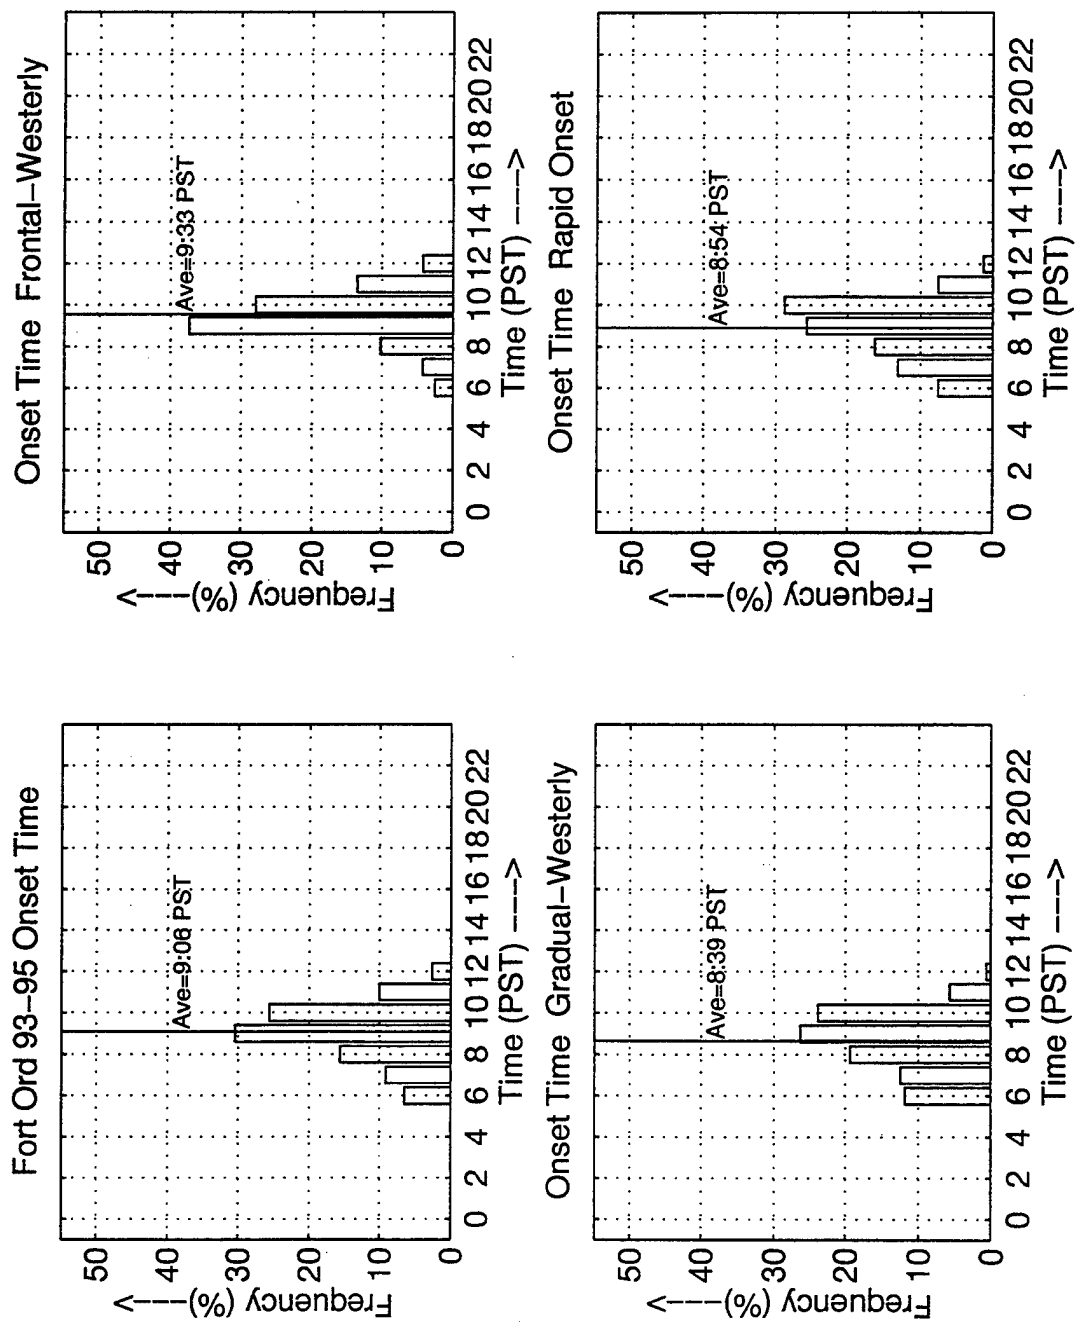 Fort Ord 93-95 Onset Time
Frequency (%)---->
50
40
30
20
10
0
Ave=9:06 PST
0 2 4 6 8 10 12 14 16 18 20 22
Time (PST) ---->
Onset Time Frontal-Westerly
Frequency (%)---->
50
40
30
20
10
0
Ave=9:33 PST
0 2 4 6 8 10 12 14 16 18 20 22
Time (PST) ---->
Onset Time Gradual-Westerly
Frequency (%)---->
50
40
30
20
10
0
Ave=8:39 PST
0 2 4 6 8 10 12 14 16 18 20 22
Time (PST) ---->
Onset Time Rapid Onset
Frequency (%)---->
50
40
30
20
10
0
Ave=8:54 PST
0 2 4 6 8 10 12 14 16 18 20 22
Time (PST) ---->